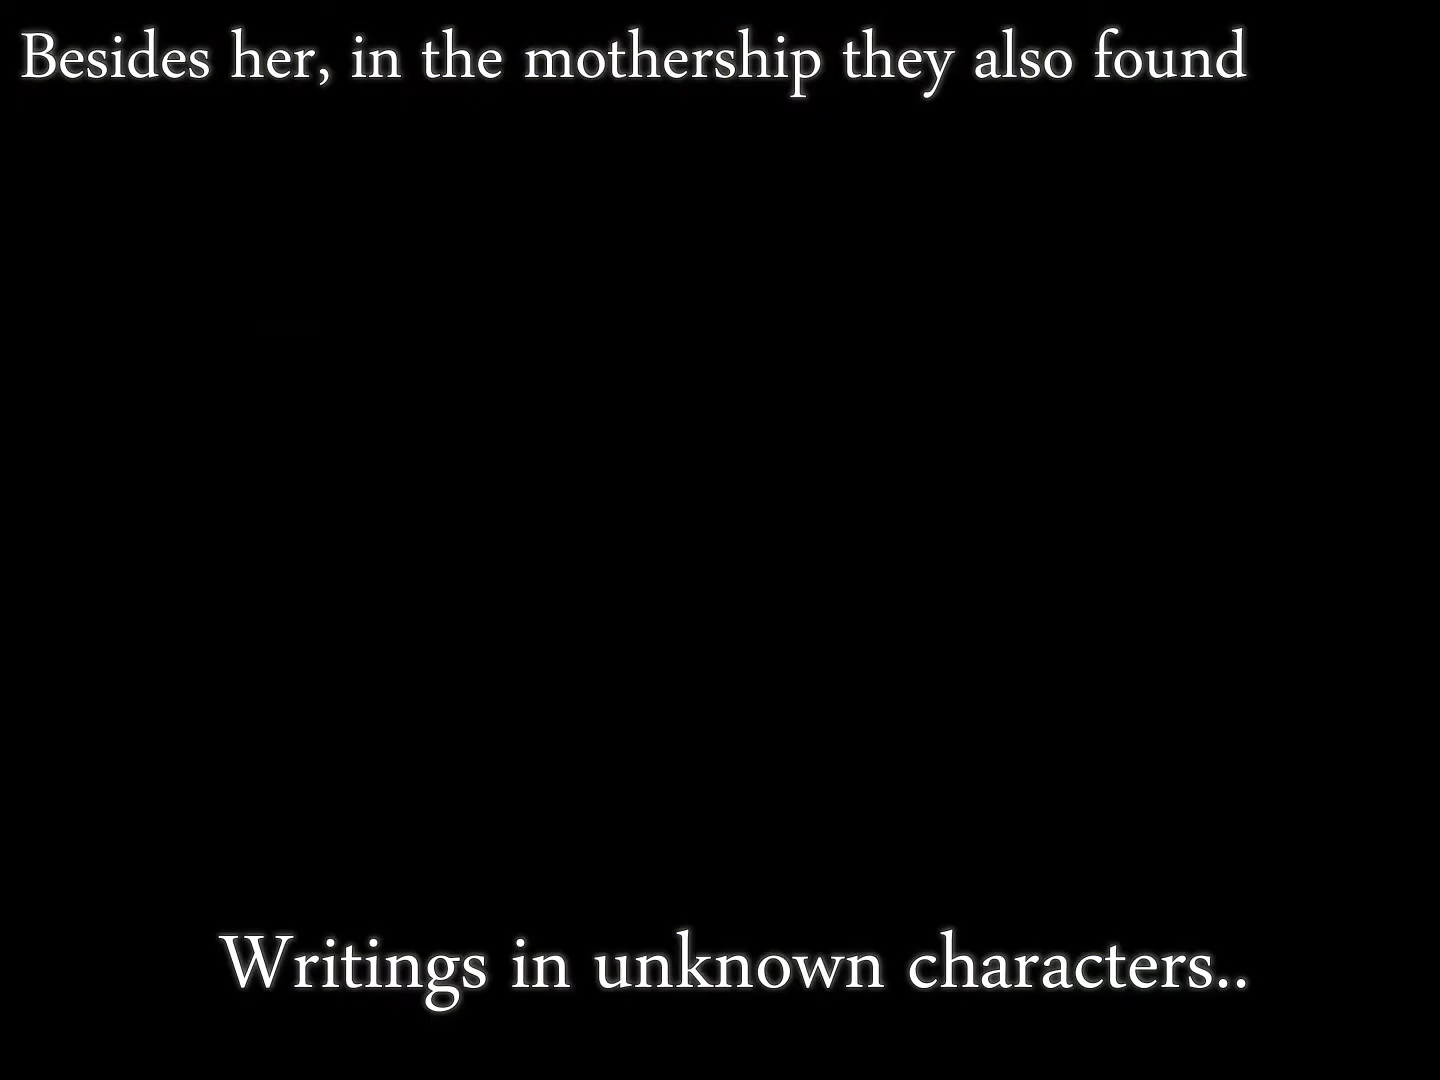 Besides her, in the mothership they also found
Writings in unknown characters..